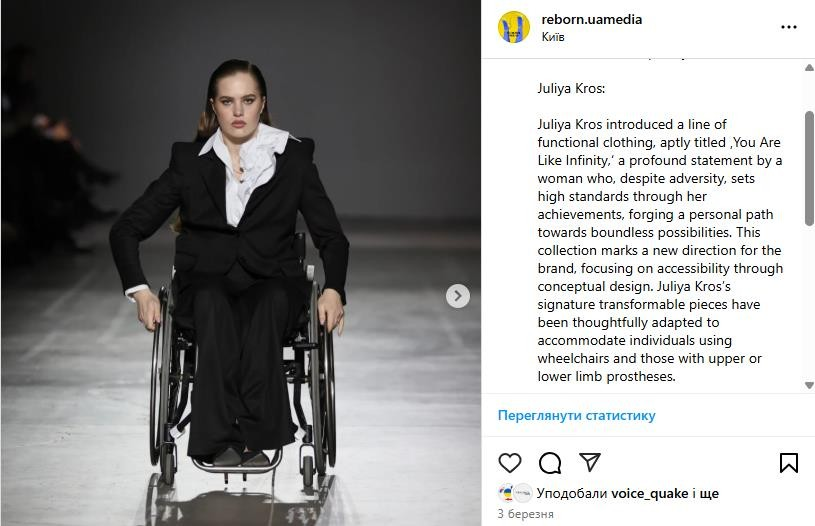 reborn.uamedia
Київ
Juliya Kros:
Juliya Kros introduced a line of
functional clothing, aptly titled ‚You Are
Like Infinity,‘ a profound statement by a
woman who, despite adversity, sets
high standards through her
achievements, forging a personal path
towards boundless possibilities. This
collection marks a new direction for the
brand, focusing on accessibility through
conceptual design. Juliya Kros’s
signature transformable pieces have
been thoughtfully adapted to
accommodate individuals using
wheelchairs and those with upper or
lower limb prostheses.
Переглянути статистику
Уподобали voice_quake і ще
3 березня